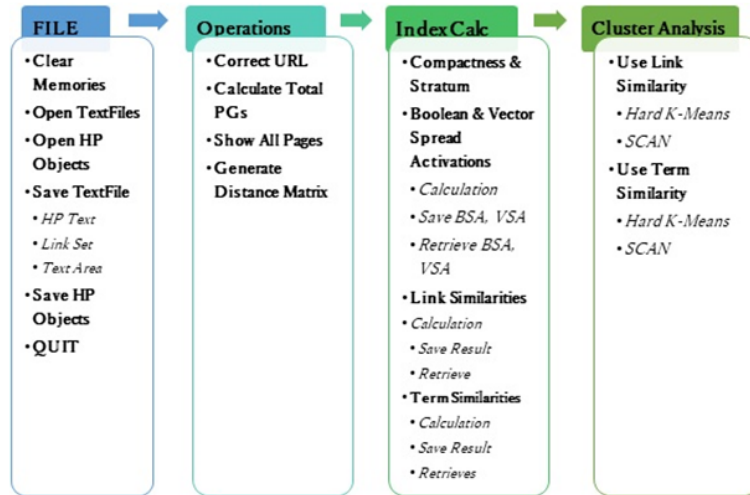 FILE
• Clear
Memories
• Open TextFiles
• Open HP
Objects
• Save TextFile
• HP Text
• Link Set
• Text Area
• Save HP
Objects
• QUIT
Operations
• Correct URL
• Calculate Total
PGs
• Show All Pages
• Generate
Distance Matrix
Index Calc
• Compactness &
Stratum
• Boolean & Vector
Spread
Activations
• Calculation
• Save BSA, VSA
• Retrieve BSA,
VSA
• Link Similarities
• Calculation
• Save Result
• Retrieve
• Term Similarities
• Calculation
• Save Result
• Retrieves
Cluster Analysis
• Use Link
Similarity
• Hard K-Means
• SCAN
• Use Term
Similarity
• Hard K-Means
• SCAN